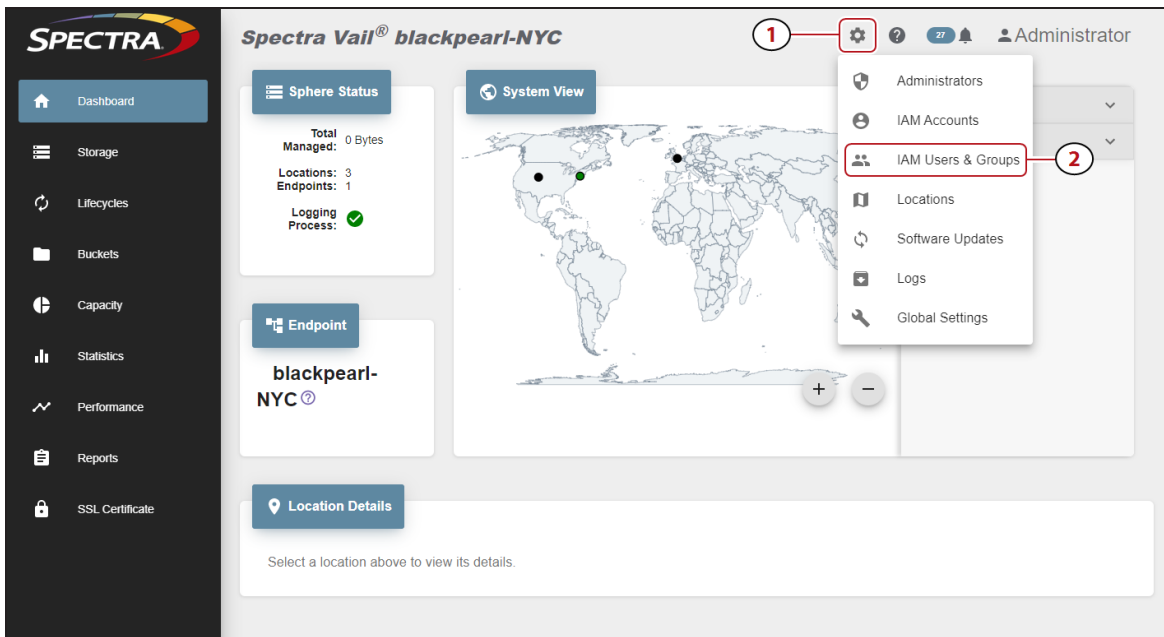 SPECTRA
Spectra Vail® blackpearl-NYC
1
27
Administrator
Dashboard
Storage
Lifecycles
Buckets
Capacity
Statistics
Performance
Reports
SSL Certificate
Sphere Status
Total Managed: 0 Bytes
Locations: 3
Endpoints: 1
Logging Process:
Endpoint
blackpearl-
NYC
System View
+
−
Administrators
IAM Accounts
IAM Users & Groups
2
Locations
Software Updates
Logs
Global Settings
Location Details
Select a location above to view its details.